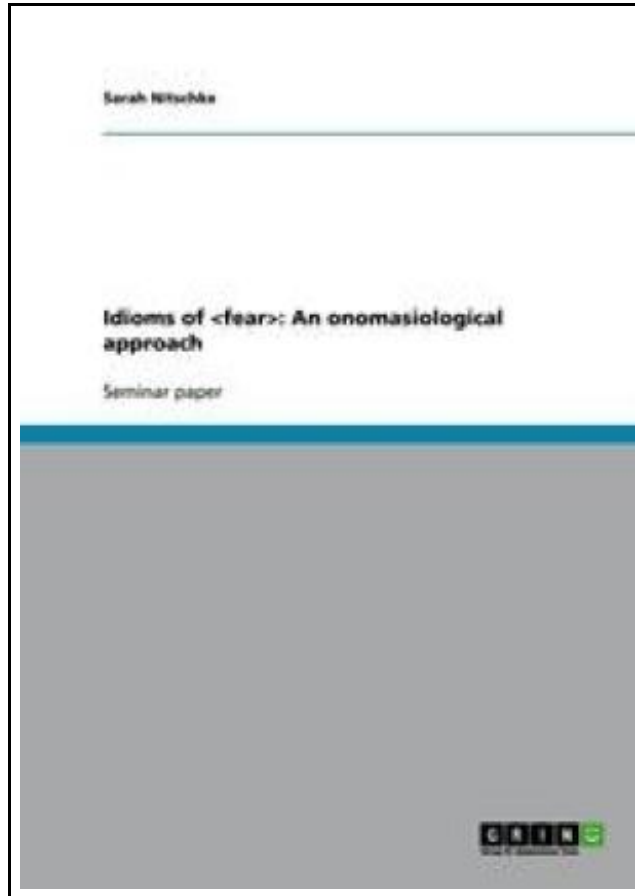 Sarah Nitschke
Idioms of <fear>: An onomasiological
approach
Seminar paper
GRIN